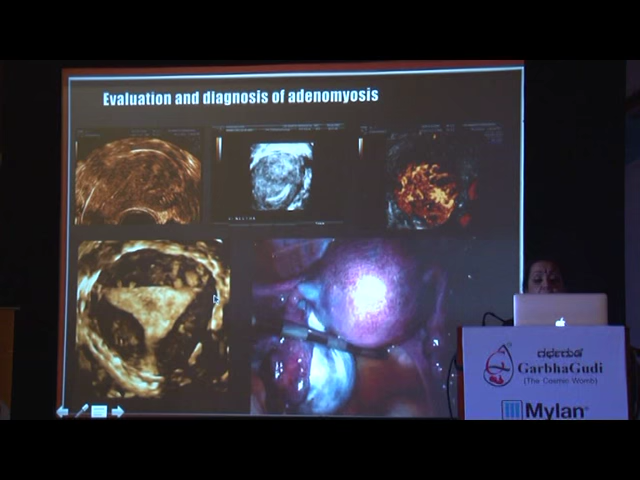 Evaluation and diagnosis of adenomyosis
ಗರ್ಭಗುಡಿ
GarbhaGudi
(The Cosmic Womb)
Mylan®